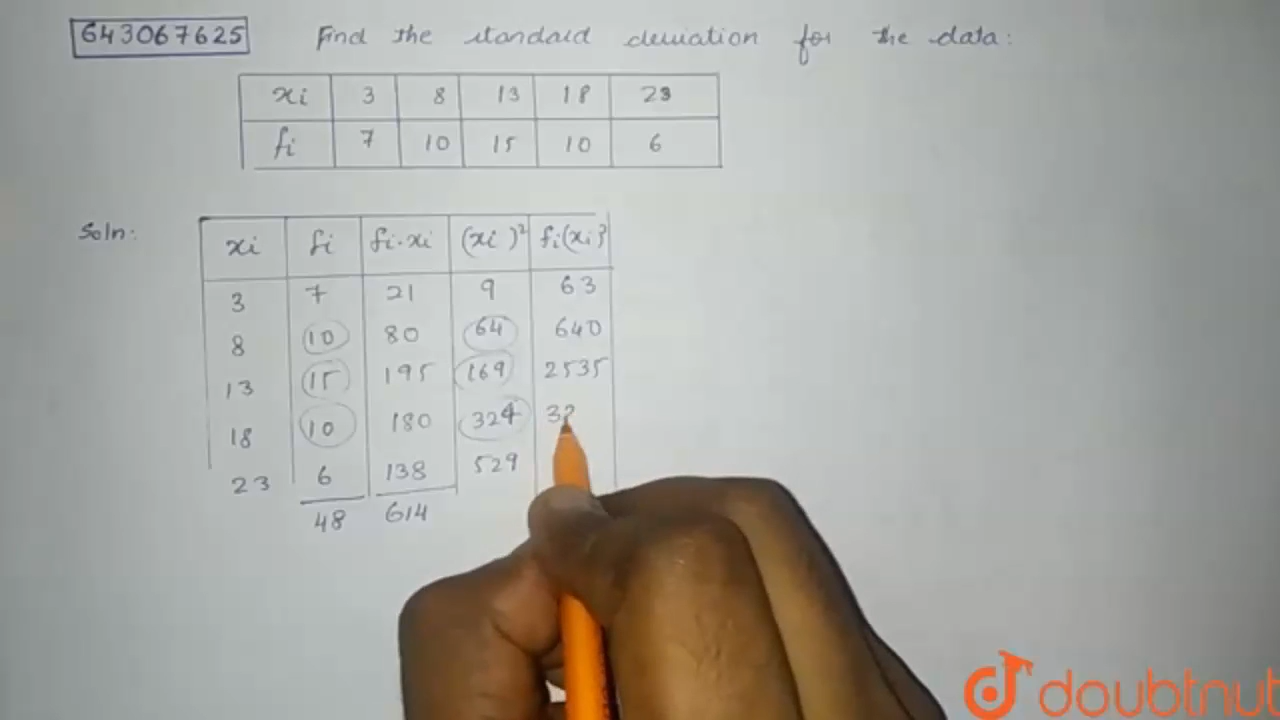 643067625 Find the standard deviation for the data:
xi 3 8 13 18 23
fi 7 10 15 10 6
Soln:
xi fi fi·xi (xi)² fi(xi)²
3 7 21 9 63
8 10 80 64 640
13 15 195 169 2535
18 10 180 324 32
23 6 138 529
48 614
doubtnut